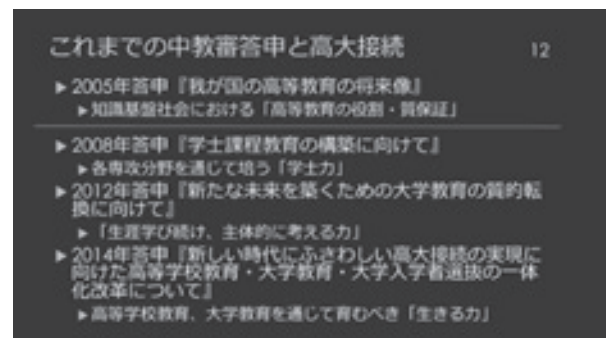 これまでの中教審答申と高大接続
12
▶2005年答申『我が国の高等教育の将来像』
▶知識基盤社会における「高等教育の役割・質保証」
▶2008年答申『学士課程教育の構築に向けて』
▶各専攻分野を通じて培う「学士力」
▶2012年答申『新たな未来を築くための大学教育の質的転
換に向けて』
▶「生涯学び続け、主体的に考える力」
▶2014年答申『新しい時代にふさわしい高大接続の実現に
向けた高等学校教育・大学教育・大学入学者選抜の一体
化改革について』
▶高等学校教育、大学教育を通じて育むべき「生きる力」